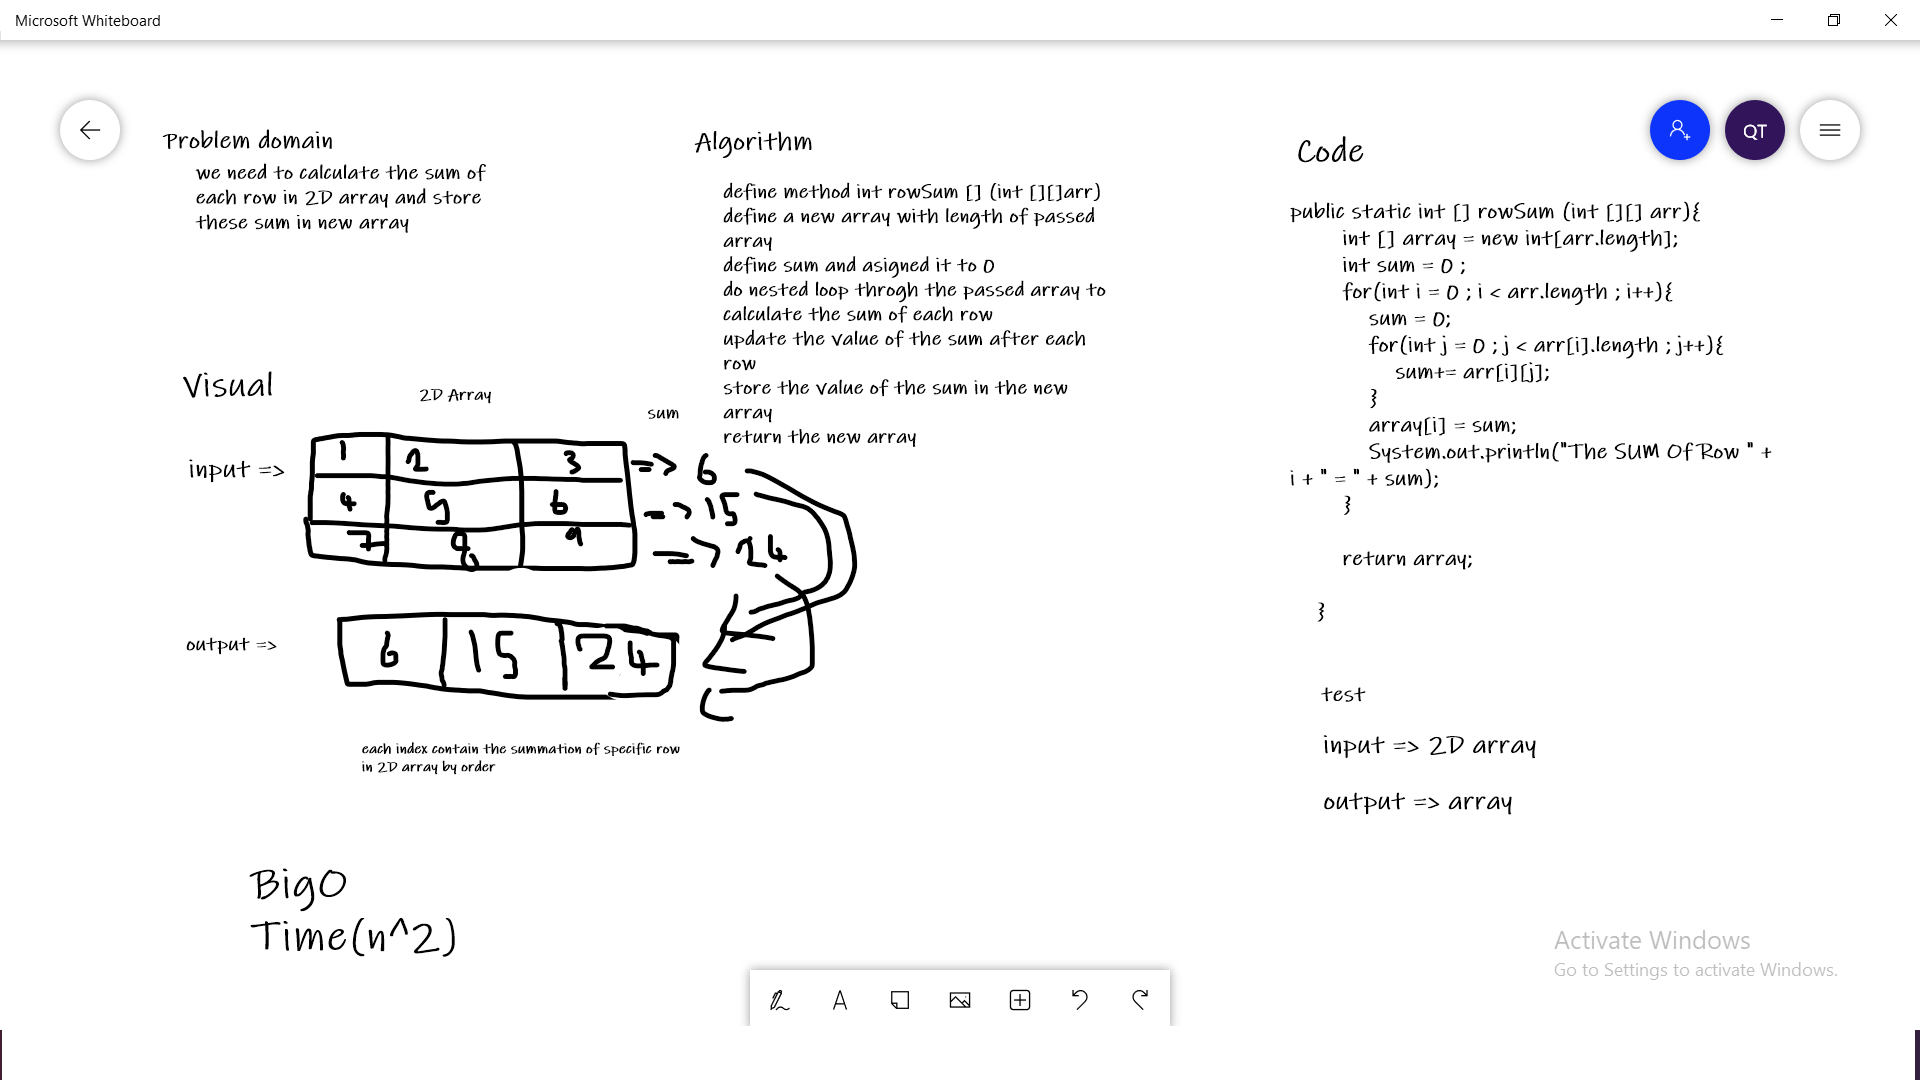 Microsoft Whiteboard
Problem domain
we need to calculate the sum of
each row in 2D array and store
these sum in new array
Visual
2D Array
sum
input =>
1 2 3 => 6
4 5 6 => 15
7 8 9 => 24
output =>
6 15 24
each index contain the summation of specific row
in 2D array by order
BigO
Time(n^2)
Algorithm
define method int rowSum [] (int [][]arr)
define a new array with length of passed
array
define sum and asigned it to 0
do nested loop throgh the passed array to
calculate the sum of each row
update the value of the sum after each
row
store the value of the sum in the new
array
return the new array
Code
public static int [] rowSum (int [][] arr){
int [] array = new int[arr.length];
int sum = 0 ;
for(int i = 0 ; i < arr.length ; i++){
sum = 0;
for(int j = 0 ; j < arr[i].length ; j++){
sum+= arr[i][j];
}
array[i] = sum;
System.out.println("The SUM Of Row " +
i + " = " + sum);
}
return array;
}
test
input => 2D array
output => array
QT
Activate Windows
Go to Settings to activate Windows.